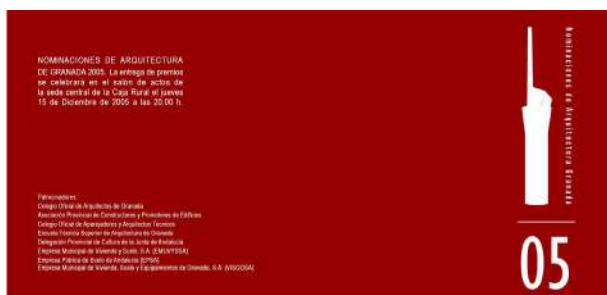 NOMINACIONES DE ARQUITECTURA
DE GRANADA 2005. La entrega de premios
se celebrará en el salón de actos de
la sede central de la Caja Rural el jueves
15 de Diciembre de 2005 a las 20.00 h.
Patrocinadores:
Colegio Oficial de Arquitectos de Granada
Asociación Provincial de Constructores y Promotores de Edificios
Colegio Oficial de Aparejadores y Arquitectos Técnicos
Escuela Técnica Superior de Arquitectura de Granada
Delegación Provincial de Cultura de la Junta de Andalucía
Empresa Municipal de Vivienda y Suelo, S.A. (EMUVYSSA)
Empresa Pública de Suelo de Andalucía (EPSA)
Empresa Municipal de Vivienda, Suelo y Equipamientos de Granada, S.A. (VISOGSA)
Nominaciones de Arquitectura Granada
05